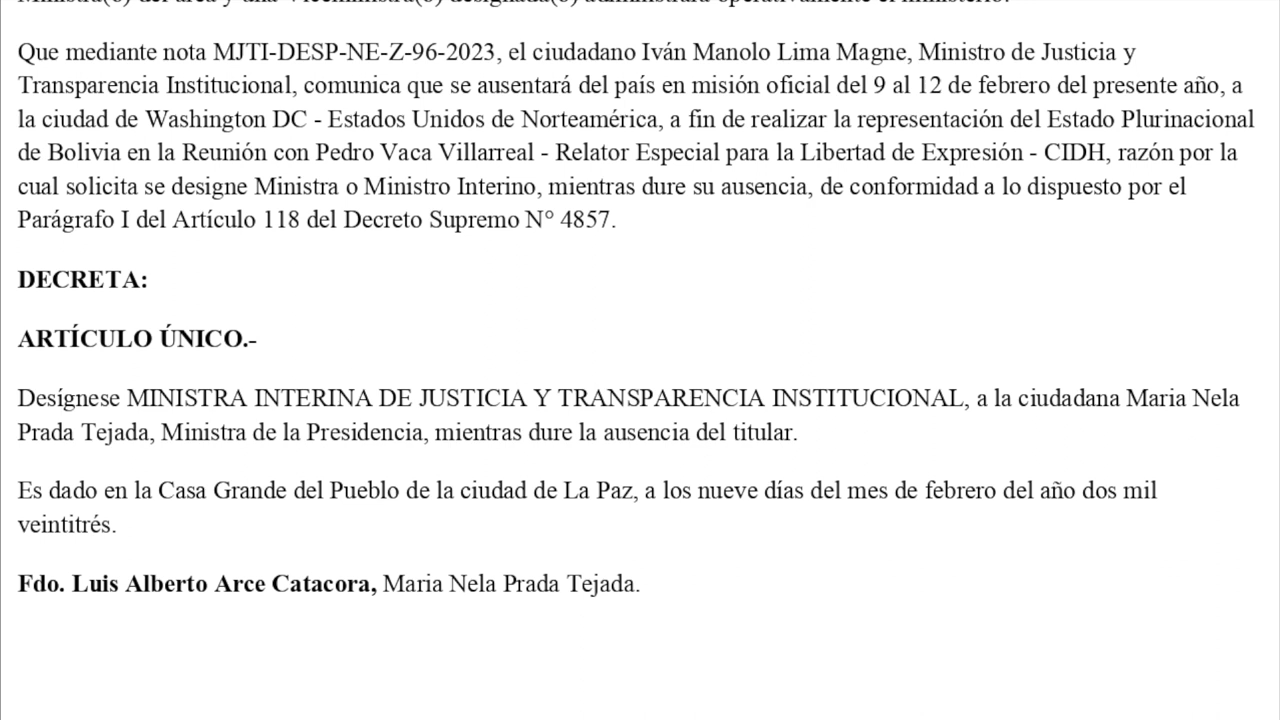 Que mediante nota MJTI-DESP-NE-Z-96-2023, el ciudadano Iván Manolo Lima Magne, Ministro de Justicia y
Transparencia Institucional, comunica que se ausentará del país en misión oficial del 9 al 12 de febrero del presente año, a
la ciudad de Washington DC - Estados Unidos de Norteamérica, a fin de realizar la representación del Estado Plurinacional
de Bolivia en la Reunión con Pedro Vaca Villarreal - Relator Especial para la Libertad de Expresión - CIDH, razón por la
cual solicita se designe Ministra o Ministro Interino, mientras dure su ausencia, de conformidad a lo dispuesto por el
Parágrafo I del Artículo 118 del Decreto Supremo N° 4857.
DECRETA:
ARTÍCULO ÚNICO.-
Desígnese MINISTRA INTERINA DE JUSTICIA Y TRANSPARENCIA INSTITUCIONAL, a la ciudadana Maria Nela
Prada Tejada, Ministra de la Presidencia, mientras dure la ausencia del titular.
Es dado en la Casa Grande del Pueblo de la ciudad de La Paz, a los nueve días del mes de febrero del año dos mil
veintitrés.
Fdo. Luis Alberto Arce Catacora, Maria Nela Prada Tejada.